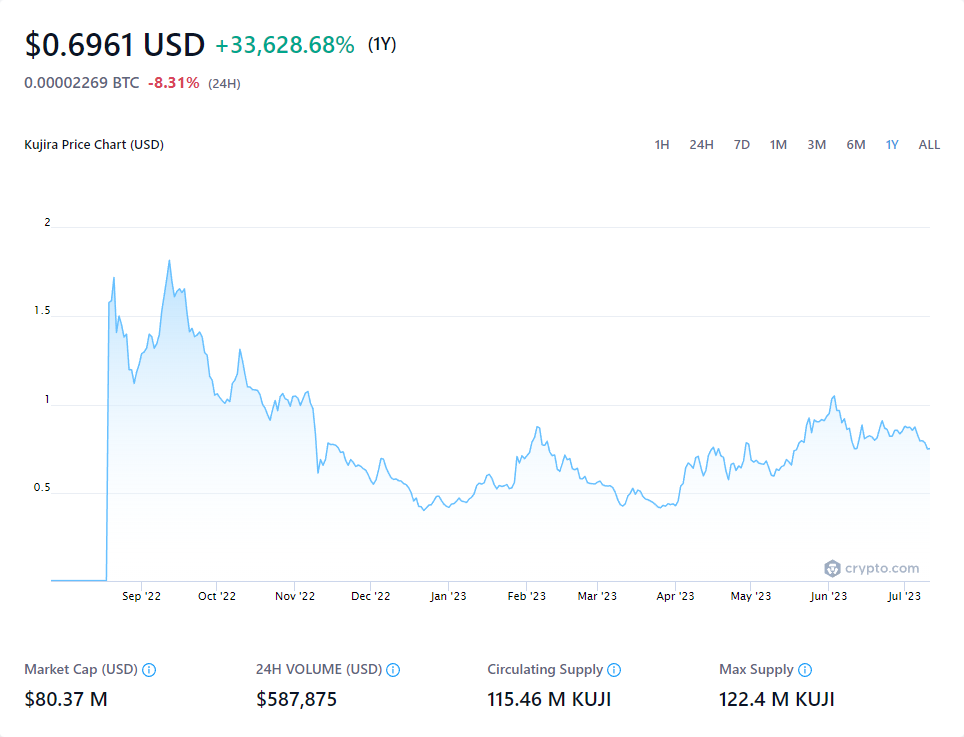 $0.6961 USD +33,628.68% (1Y)
0.00002269 BTC -8.31% (24H)
Kujira Price Chart (USD) 1H 24H 7D 1M 3M 6M 1Y ALL
2
1.5
1
0.5
crypto.com
Sep '22 Oct '22 Nov '22 Dec '22 Jan '23 Feb '23 Mar '23 Apr '23 May '23 Jun '23 Jul '23
Market Cap (USD) 24H VOLUME (USD) Circulating Supply Max Supply
$80.37 M $587,875 115.46 M KUJI 122.4 M KUJI